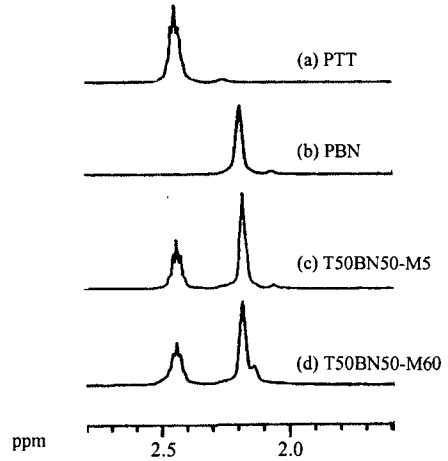 (a) PTT
(b) PBN
(c) T50BN50-M5
(d) T50BN50-M60
ppm 2.5 2.0